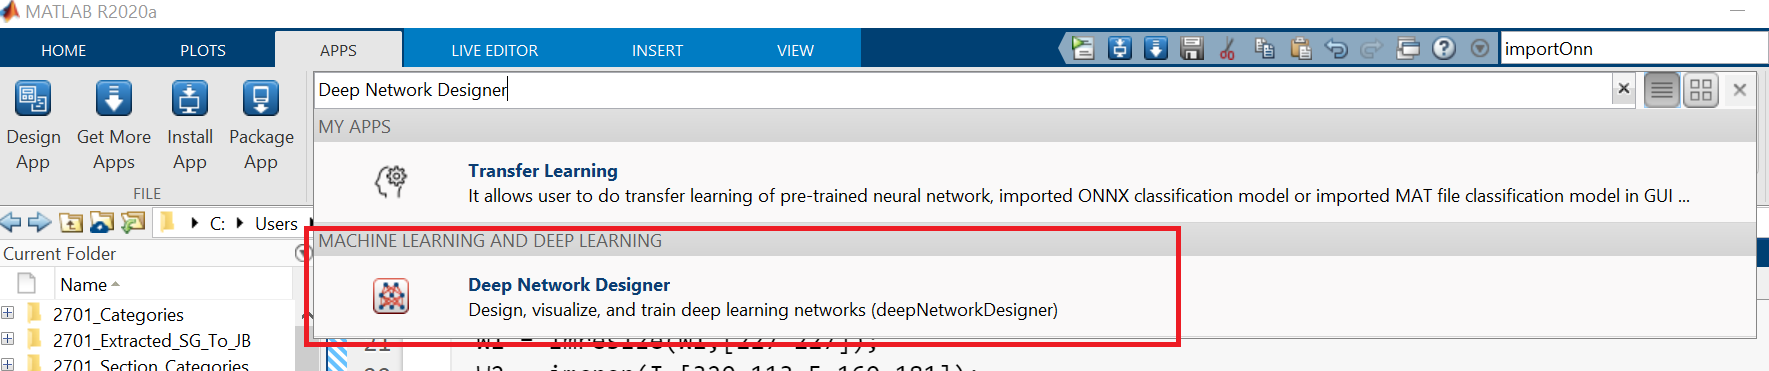 MATLAB R2020a
HOME PLOTS APPS LIVE EDITOR INSERT VIEW
importOnn
Deep Network Designer
Design App
Get More Apps
Install App
Package App
FILE
MY APPS
Transfer Learning
It allows user to do transfer learning of pre-trained neural network, imported ONNX classification model or imported MAT file classification model in GUI ...
C: Users
MACHINE LEARNING AND DEEP LEARNING
Deep Network Designer
Design, visualize, and train deep learning networks (deepNetworkDesigner)
Current Folder
Name
2701_Categories
2701_Extracted_SG_To_JB
2701_Section_Categories
21